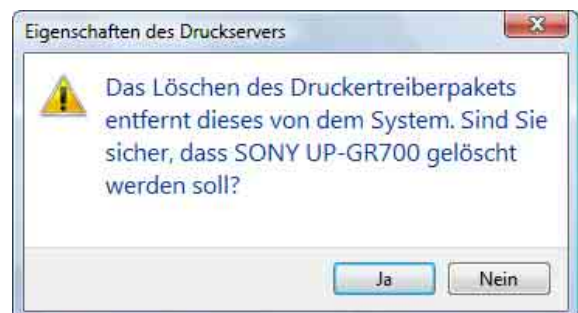 Eigenschaften des Druckservers
Das Löschen des Druckertreiberpakets
entfernt dieses von dem System. Sind Sie
sicher, dass SONY UP-GR700 gelöscht
werden soll?
Ja
Nein